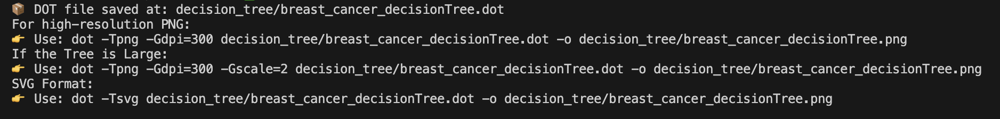 📦 DOT file saved at: decision_tree/breast_cancer_decisionTree.dot
For high-resolution PNG:
👉 Use: dot -Tpng -Gdpi=300 decision_tree/breast_cancer_decisionTree.dot -o decision_tree/breast_cancer_decisionTree.png
If the Tree is Large:
👉 Use: dot -Tpng -Gdpi=300 -Gscale=2 decision_tree/breast_cancer_decisionTree.dot -o decision_tree/breast_cancer_decisionTree.png
SVG Format:
👉 Use: dot -Tsvg decision_tree/breast_cancer_decisionTree.dot -o decision_tree/breast_cancer_decisionTree.png